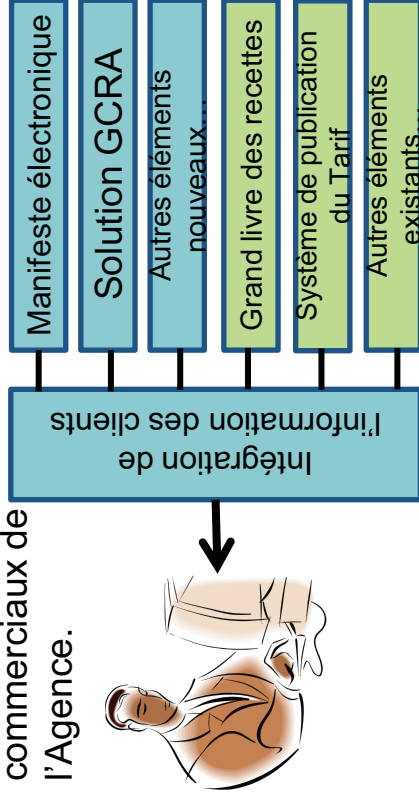 commerciaux de
l'Agence.
Intégration de
l'information des clients
Manifeste électronique
Solution GCRA
Autres éléments
nouveaux…
Grand livre des recettes
Système de publication
du Tarif
Autres éléments
existants…